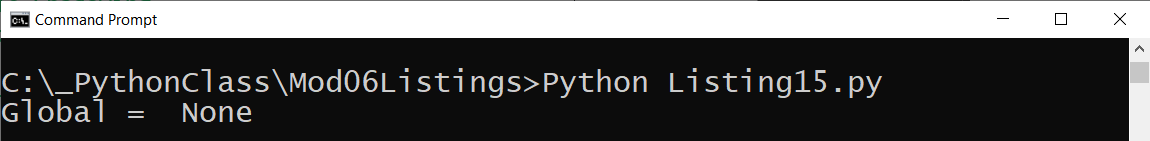 Command Prompt
C:\_PythonClass\Mod06Listings>Python Listing15.py
Global =  None